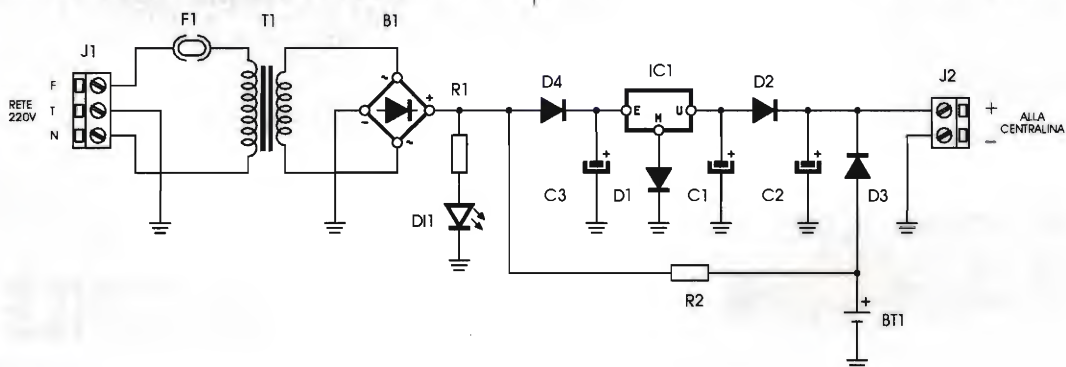 F1
T1
B1
J1
RETE
220V
F
T
N
~
~
-
+
R1
DI1
D4
IC1
E
M
U
D2
J2
+
-
ALLA
CENTRALINA
+
C3
D1
+
C1
+
C2
D3
R2
+
BT1